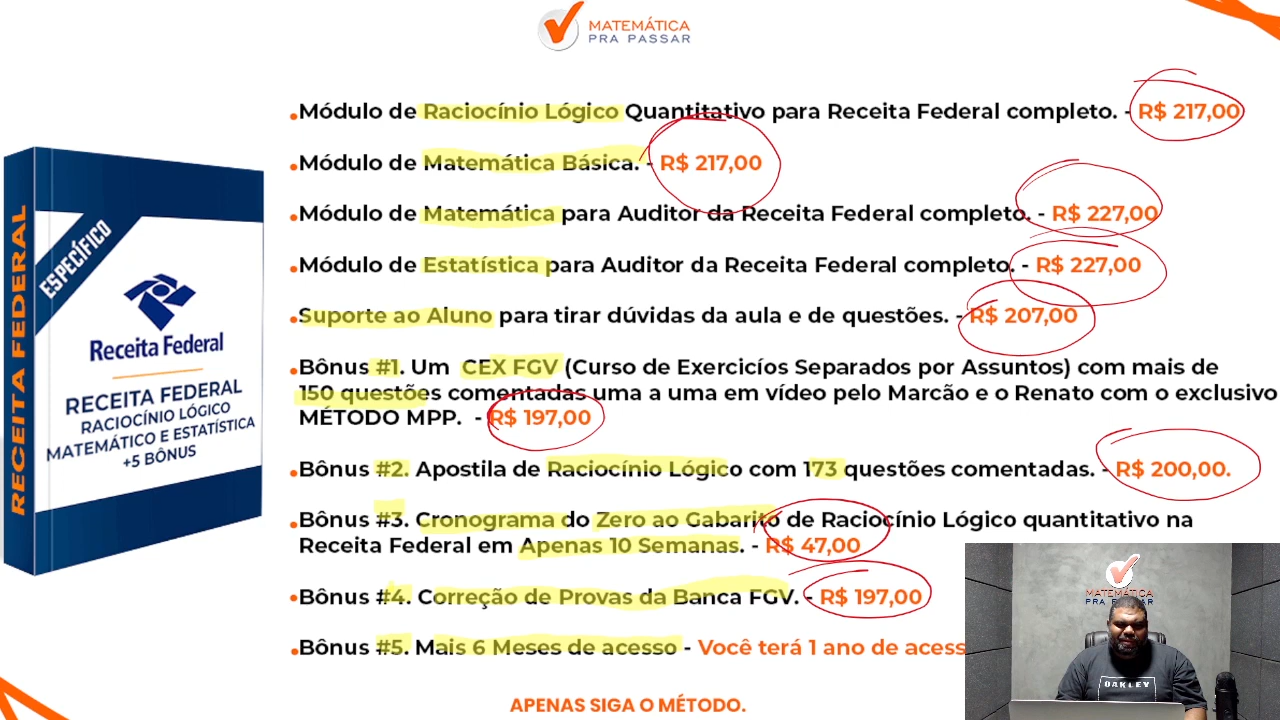 MATEMÁTICA
PRA PASSAR
•Módulo de Raciocínio Lógico Quantitativo para Receita Federal completo. - R$ 217,00
•Módulo de Matemática Básica. - R$ 217,00
•Módulo de Matemática para Auditor da Receita Federal completo. - R$ 227,00
•Módulo de Estatística para Auditor da Receita Federal completo. - R$ 227,00
•Suporte ao Aluno para tirar dúvidas da aula e de questões. - R$ 207,00
•Bônus #1. Um CEX FGV (Curso de Exercicíos Separados por Assuntos) com mais de
150 questões comentadas uma a uma em vídeo pelo Marcão e o Renato com o exclusivo
MÉTODO MPP. - R$ 197,00
•Bônus #2. Apostila de Raciocínio Lógico com 173 questões comentadas. - R$ 200,00.
•Bônus #3. Cronograma do Zero ao Gabarito de Raciocínio Lógico quantitativo na
Receita Federal em Apenas 10 Semanas. - R$ 47,00
•Bônus #4. Correção de Provas da Banca FGV. - R$ 197,00
•Bônus #5. Mais 6 Meses de acesso - Você terá 1 ano de acess
APENAS SIGA O MÉTODO.
RECEITA FEDERAL
ESPECÍFICO
Receita Federal
RECEITA FEDERAL
RACIOCÍNIO LÓGICO
MATEMÁTICO E ESTATÍSTICA
+5 BÔNUS
MATEMÁTICA
PRA PASSAR
OAKLEY